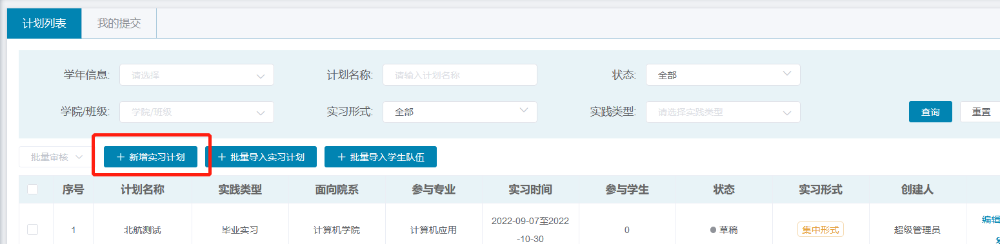 计划列表 我的提交
学年信息: 请选择 计划名称: 请输入计划名称 状态: 全部
学院/班级: 学院/班级 实习形式: 全部 实践类型: 请选择实践类型 查询 重置
批量审核 + 新增实习计划 + 批量导入实习计划 + 批量导入学生队伍
序号 计划名称 实践类型 面向院系 参与专业 实习时间 参与学生 状态 实习形式 创建人
1 北航测试 毕业实习 计算机学院 计算机应用 2022-09-07至2022 0 草稿 集中形式 超级管理员 编辑
-10-30